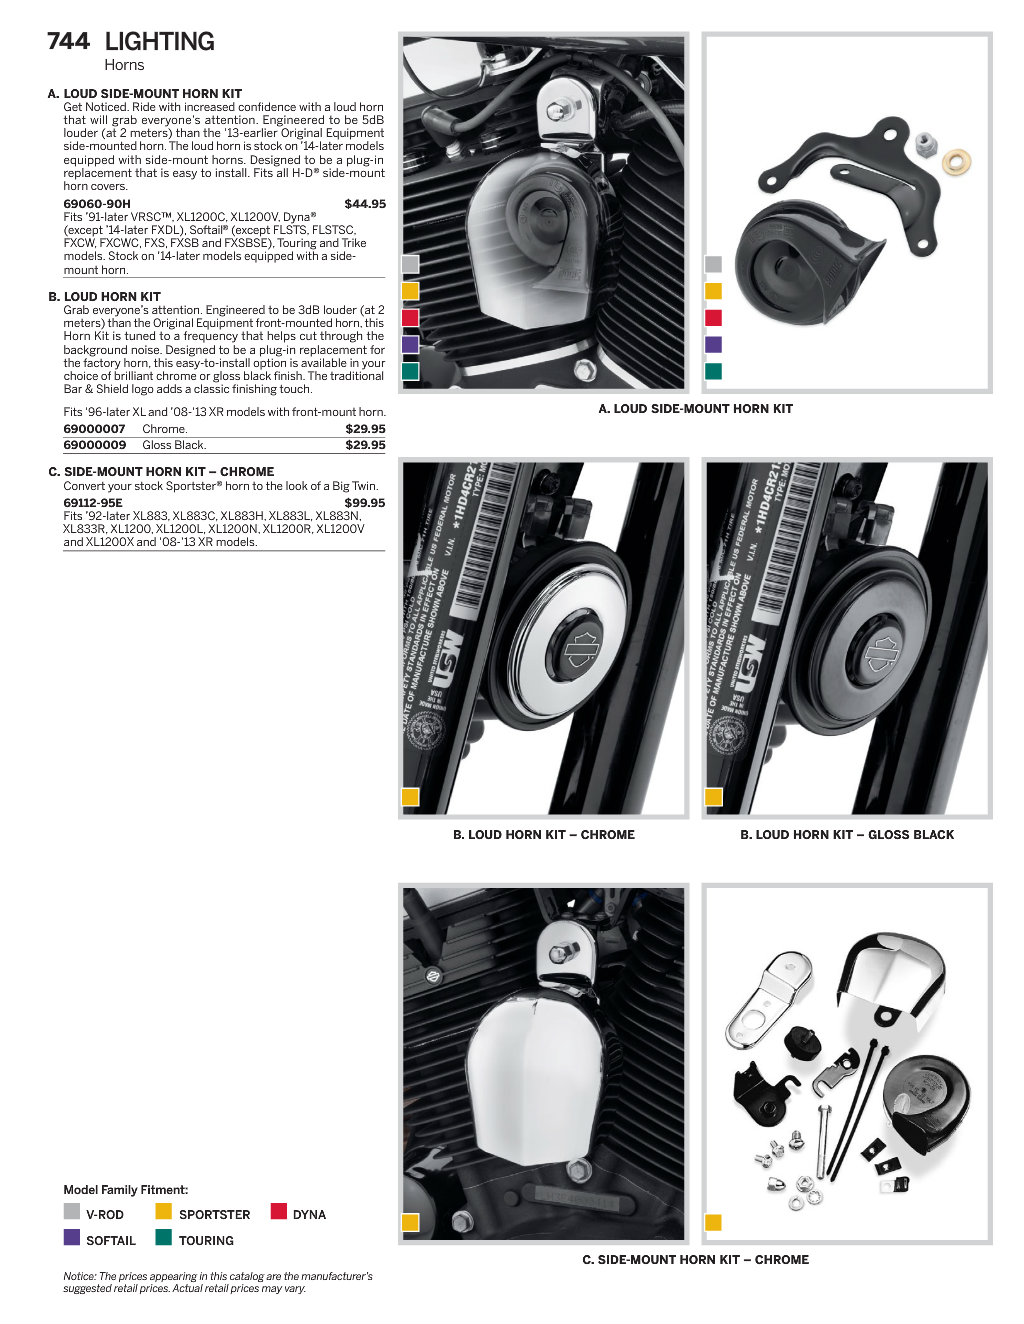 744 LIGHTING
Horns
A. LOUD SIDE-MOUNT HORN KIT
Get Noticed. Ride with increased confidence with a loud horn
that will grab everyone's attention. Engineered to be 5dB
louder (at 2 meters) than the '13-earlier Original Equipment
side-mounted horn. The loud horn is stock on '14-later models
equipped with side-mount horns. Designed to be a plug-in
replacement that is easy to install. Fits all H-D® side-mount
horn covers.
69060-90H $44.95
Fits '91-later VRSC™, XL1200C, XL1200V, Dyna®
(except '14-later FXDL), Softail® (except FLSTS, FLSTSC,
FXCW, FXCWC, FXS, FXSB and FXSBSE), Touring and Trike
models. Stock on '14-later models equipped with a side-
mount horn.
B. LOUD HORN KIT
Grab everyone's attention. Engineered to be 3dB louder (at 2
meters) than the Original Equipment front-mounted horn, this
Horn Kit is tuned to a frequency that helps cut through the
background noise. Designed to be a plug-in replacement for
the factory horn, this easy-to-install option is available in your
choice of brilliant chrome or gloss black finish. The traditional
Bar & Shield logo adds a classic finishing touch.
Fits '96-later XL and '08-'13 XR models with front-mount horn.
69000007 Chrome. $29.95
69000009 Gloss Black. $29.95
C. SIDE-MOUNT HORN KIT – CHROME
Convert your stock Sportster® horn to the look of a Big Twin.
69112-95E $99.95
Fits '92-later XL883, XL883C, XL883H, XL883L, XL883N,
XL833R, XL1200, XL1200L, XL1200N, XL1200R, XL1200V
and XL1200X and '08-'13 XR models.
A. LOUD SIDE-MOUNT HORN KIT
*1HD4CR21
V.I.N.
MSN
DATE OF MANUFACTURE SHOWN ABOVE
*1HD4CR21
V.I.N.
MSN
DATE OF MANUFACTURE SHOWN ABOVE
B. LOUD HORN KIT – CHROME
B. LOUD HORN KIT – GLOSS BLACK
C. SIDE-MOUNT HORN KIT – CHROME
Model Family Fitment:
V-ROD SPORTSTER DYNA
SOFTAIL TOURING
Notice: The prices appearing in this catalog are the manufacturer's
suggested retail prices. Actual retail prices may vary.